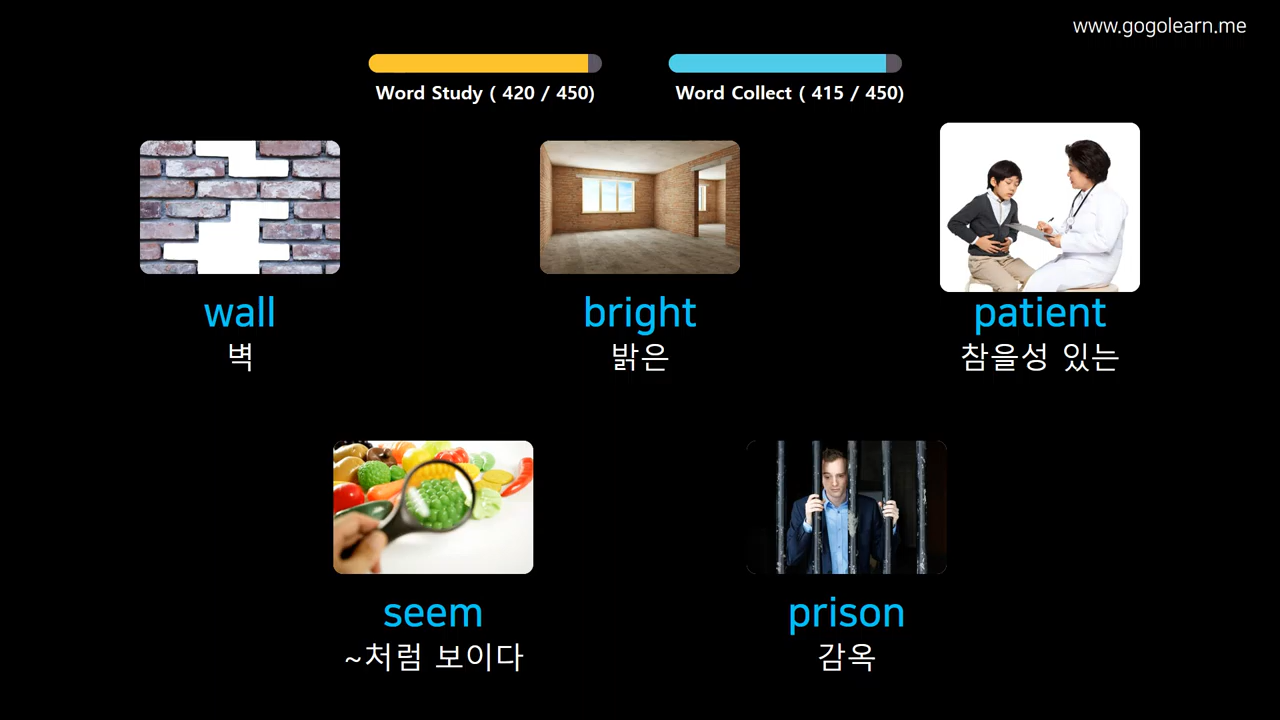 www.gogolearn.me
Word Study ( 420 / 450)
Word Collect ( 415 / 450)
wall
벽
bright
밝은
patient
참을성 있는
seem
~처럼 보이다
prison
감옥